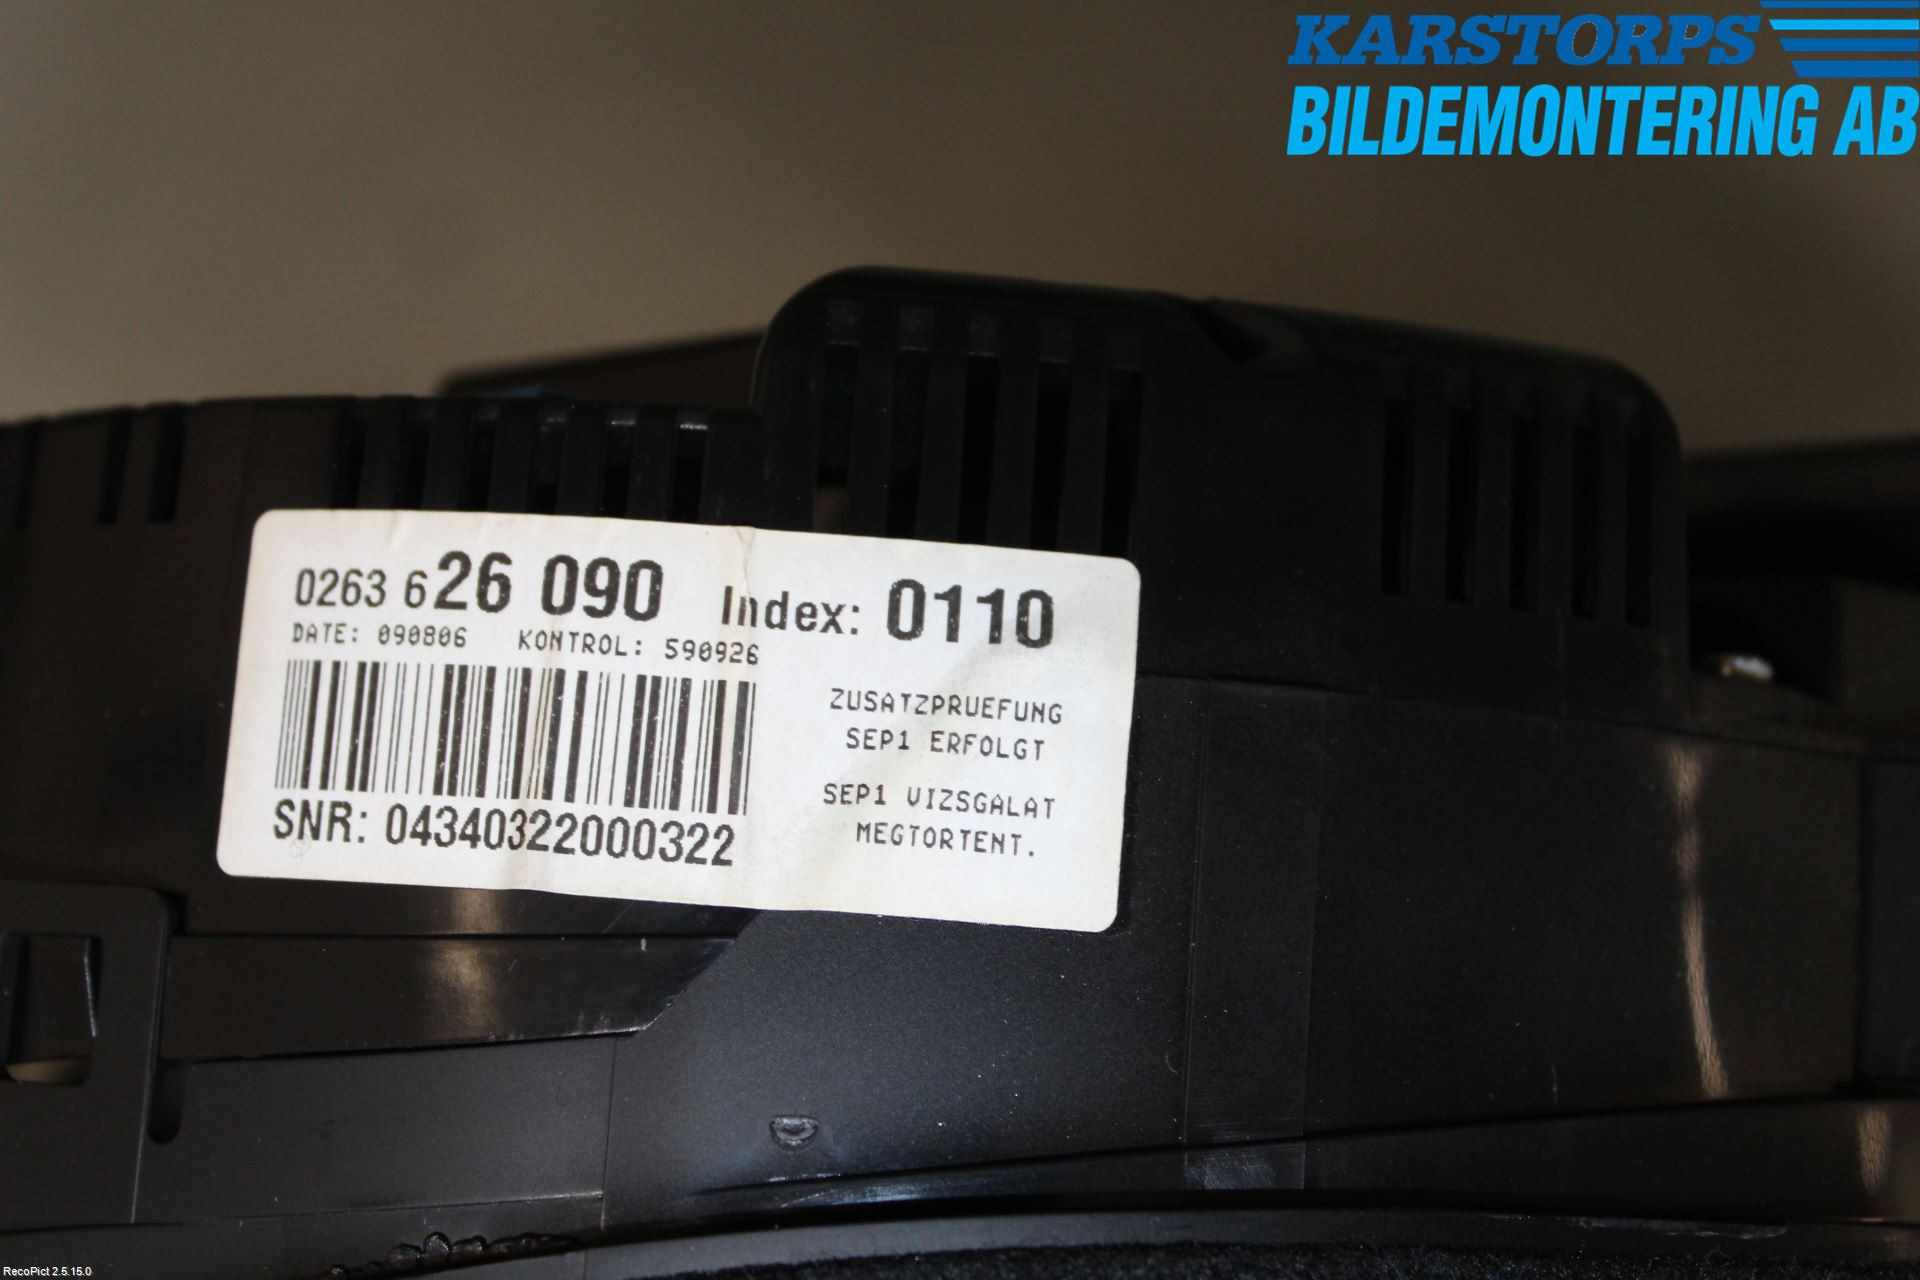 KARSTORPS
BILDEMONTERING AB
0263 626 090 Index: 0110
DATE: 090806 KONTROL: 590926
ZUSATZPRUEFUNG
SEP1 ERFOLGT
SEP1 VIZSGALAT
MEGTORTENT.
SNR: 04340322000322
RecoPict 2.5.15.0